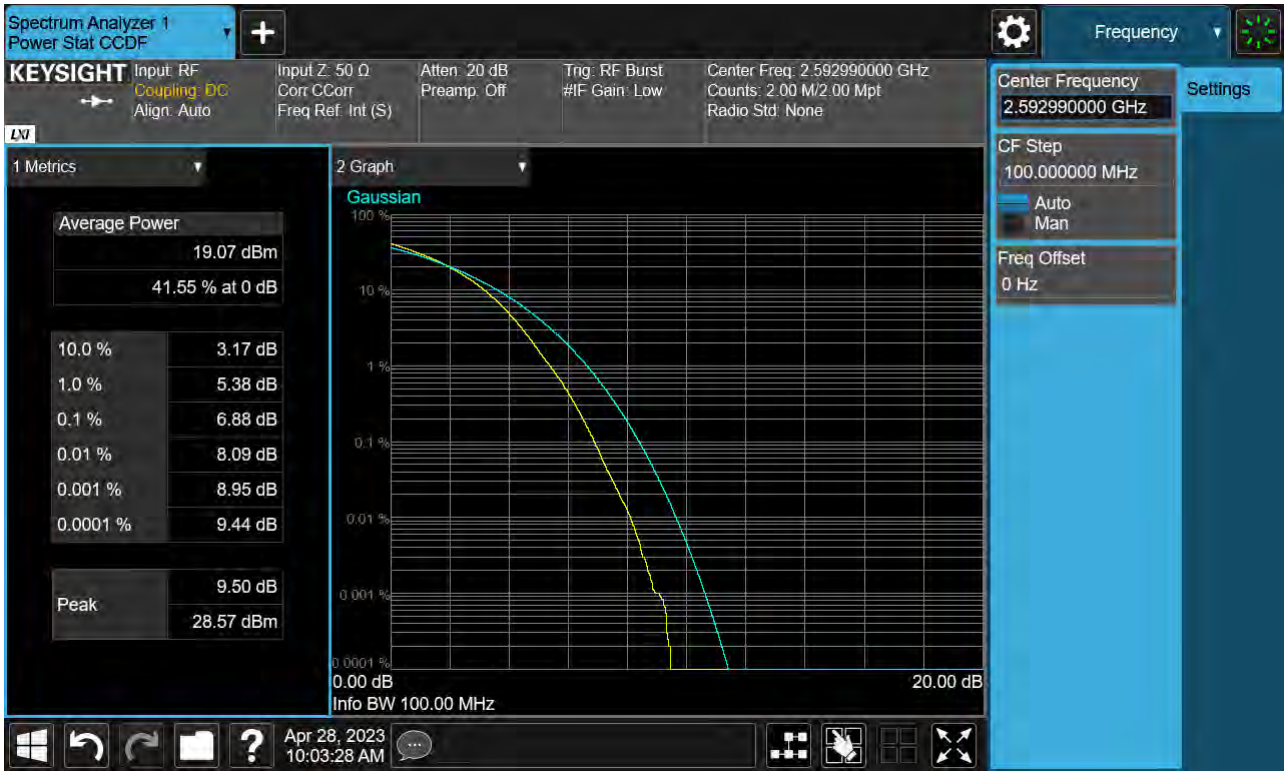 Spectrum Analyzer 1
Power Stat CCDF
Frequency
KEYSIGHT
LXI
Input: RF
Coupling: DC
Align: Auto
Input Z: 50 Ω
Corr CCorr
Freq Ref: Int (S)
Atten: 20 dB
Preamp: Off
Trig: RF Burst
#IF Gain: Low
Center Freq: 2.592990000 GHz
Counts: 2.00 M/2.00 Mpt
Radio Std: None
Center Frequency
2.592990000 GHz
Settings
CF Step
100.000000 MHz
Auto
Man
Freq Offset
0 Hz
1 Metrics
Average Power
19.07 dBm
41.55 % at 0 dB
10.0 % 3.17 dB
1.0 % 5.38 dB
0.1 % 6.88 dB
0.01 % 8.09 dB
0.001 % 8.95 dB
0.0001 % 9.44 dB
Peak
9.50 dB
28.57 dBm
2 Graph
Gaussian
100 %
10 %
1 %
0.1 %
0.01 %
0.001 %
0.0001 %
0.00 dB
20.00 dB
Info BW 100.00 MHz
?
Apr 28, 2023
10:03:28 AM